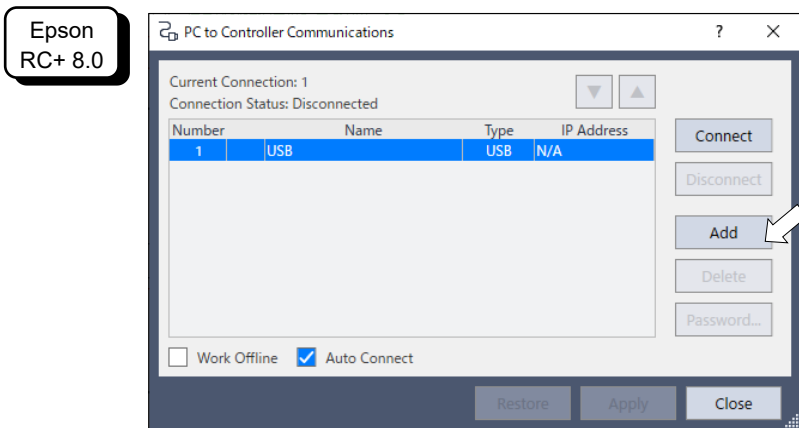 Epson
RC+ 8.0
PC to Controller Communications
?
Current Connection: 1
Connection Status: Disconnected
Number Name Type IP Address
1 USB USB N/A
Connect
Disconnect
Add
Delete
Password...
Work Offline Auto Connect
Restore Apply Close